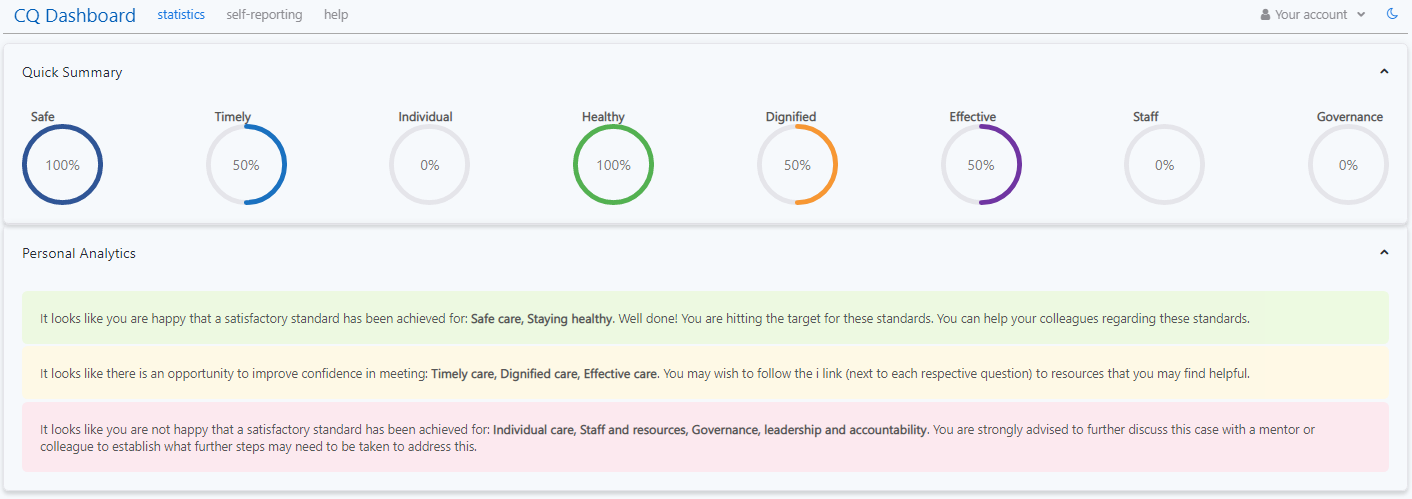 CQ Dashboard statistics self-reporting help Your account
Quick Summary
Safe Timely Individual Healthy Dignified Effective Staff Governance
100% 50% 0% 100% 50% 50% 0% 0%
Personal Analytics
It looks like you are happy that a satisfactory standard has been achieved for: Safe care, Staying healthy. Well done! You are hitting the target for these standards. You can help your colleagues regarding these standards.
It looks like there is an opportunity to improve confidence in meeting: Timely care, Dignified care, Effective care. You may wish to follow the i link (next to each respective question) to resources that you may find helpful.
It looks like you are not happy that a satisfactory standard has been achieved for: Individual care, Staff and resources, Governance, leadership and accountability. You are strongly advised to further discuss this case with a mentor or
colleague to establish what further steps may need to be taken to address this.